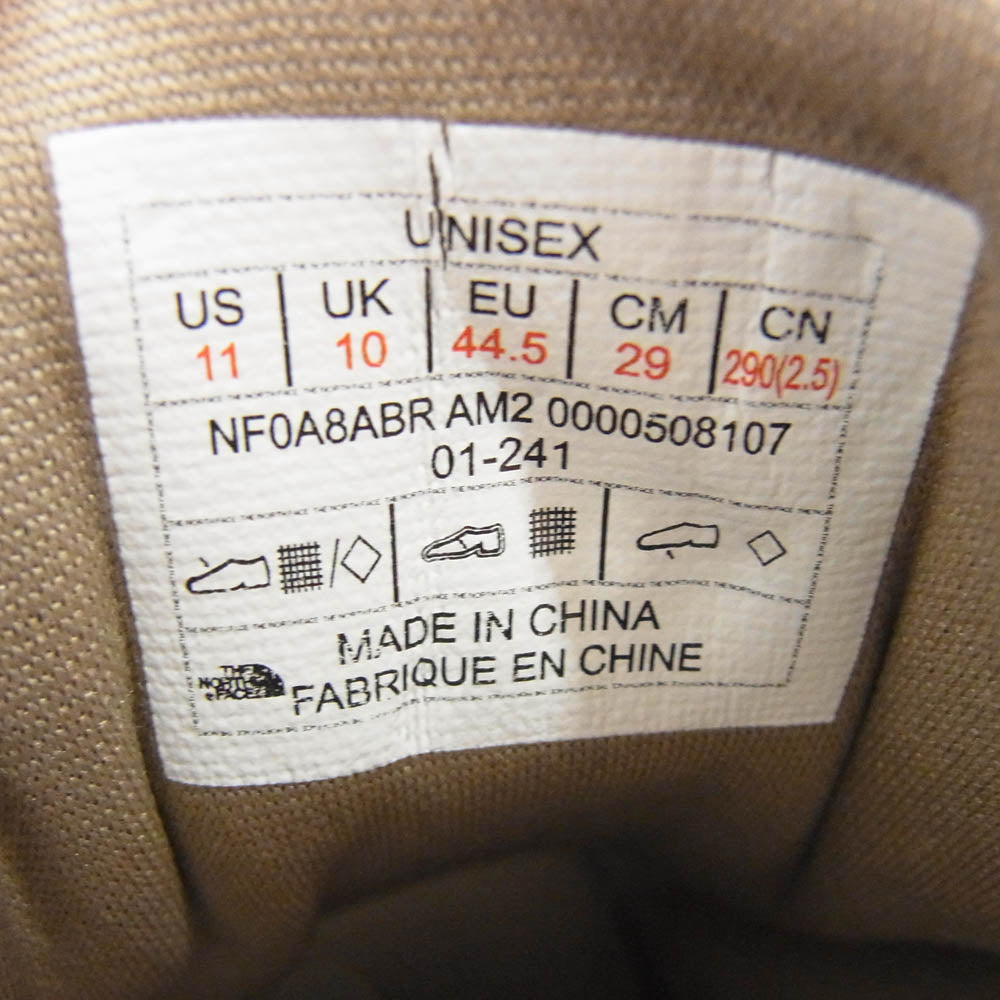 UNISEX
US UK EU CM CN
11 10 44.5 29 290(2.5)
NF0A8ABR AM2 0000508107
01-241
MADE IN CHINA
FABRIQUE EN CHINE
THE
NORTH
FACE